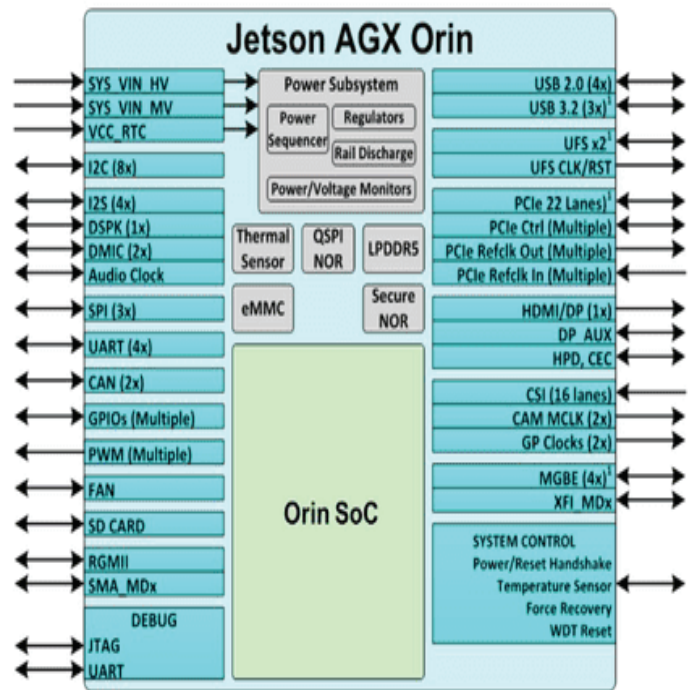 Jetson AGX Orin
SYS_VIN_HV
SYS_VIN_MV
VCC_RTC
I2C (8x)
I2S (4x)
DSPK (1x)
DMIC (2x)
Audio Clock
SPI (3x)
UART (4x)
CAN (2x)
GPIOs (Multiple)
PWM (Multiple)
FAN
SD CARD
RGMII
SMA_MDx
DEBUG
JTAG
UART
Power Subsystem
Power
Sequencer
Regulators
Rail Discharge
Power/Voltage Monitors
Thermal
Sensor
QSPI
NOR
LPDDR5
eMMC
Secure
NOR
Orin SoC
USB 2.0 (4x)
USB 3.2 (3x)¹
UFS x2¹
UFS CLK/RST
PCIe 22 Lanes)¹
PCIe Ctrl (Multiple)
PCIe Refclk Out (Multiple)
PCIe Refclk In (Multiple)
HDMI/DP (1x)
DP_AUX
HPD, CEC
CSI (16 lanes)
CAM MCLK (2x)
GP Clocks (2x)
MGBE (4x)¹
XFI_MDx
SYSTEM CONTROL
Power/Reset Handshake
Temperature Sensor
Force Recovery
WDT Reset